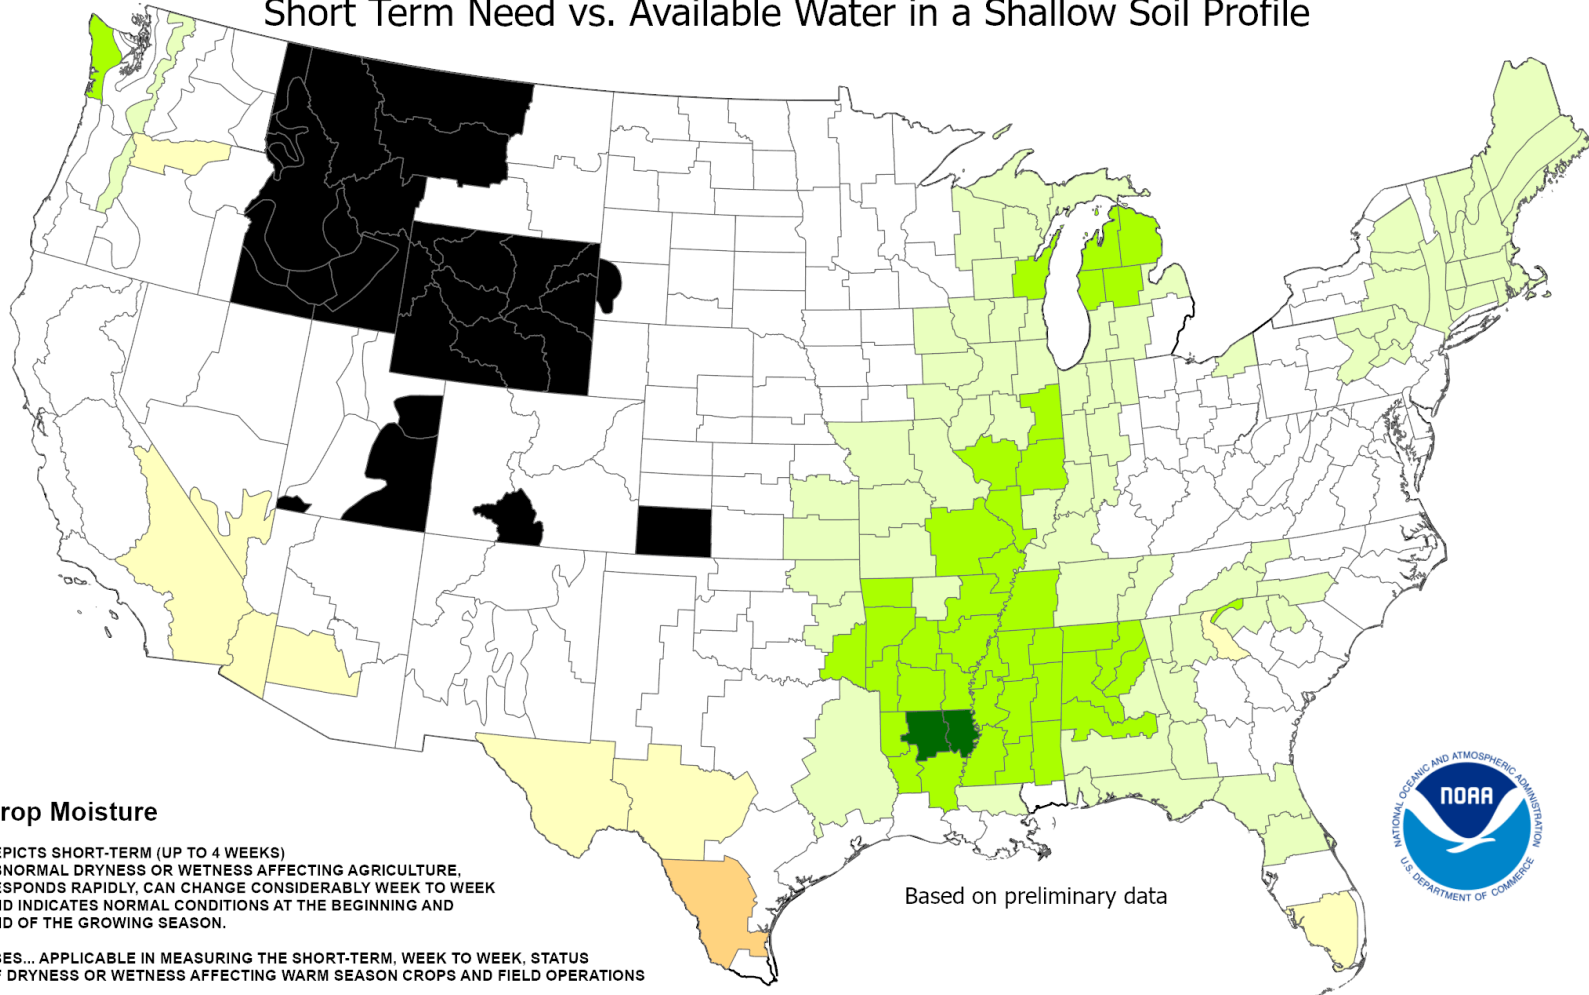 Short Term Need vs. Available Water in a Shallow Soil Profile
rop Moisture
EPICTS SHORT-TERM (UP TO 4 WEEKS)
BNORMAL DRYNESS OR WETNESS AFFECTING AGRICULTURE,
ESPONDS RAPIDLY, CAN CHANGE CONSIDERABLY WEEK TO WEEK
ND INDICATES NORMAL CONDITIONS AT THE BEGINNING AND
ND OF THE GROWING SEASON.
SES... APPLICABLE IN MEASURING THE SHORT-TERM, WEEK TO WEEK, STATUS
F DRYNESS OR WETNESS AFFECTING WARM SEASON CROPS AND FIELD OPERATIONS
Based on preliminary data
NATIONAL OCEANIC AND ATMOSPHERIC ADMINISTRATION
NOAA
U.S. DEPARTMENT OF COMMERCE